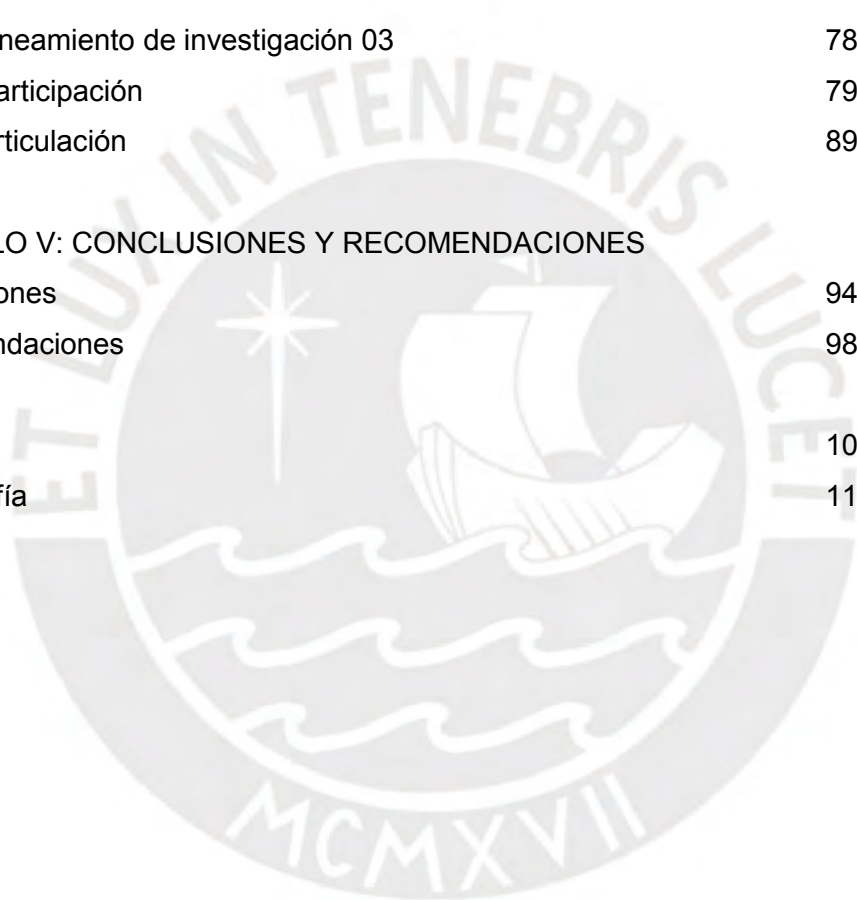 neamiento de investigación 03 78
articipación 79
rticulación 89
LO V: CONCLUSIONES Y RECOMENDACIONES
ones 94
ndaciones 98
10
fía 11
ET LUX IN TENEBRIS LUCET
MCMXVII